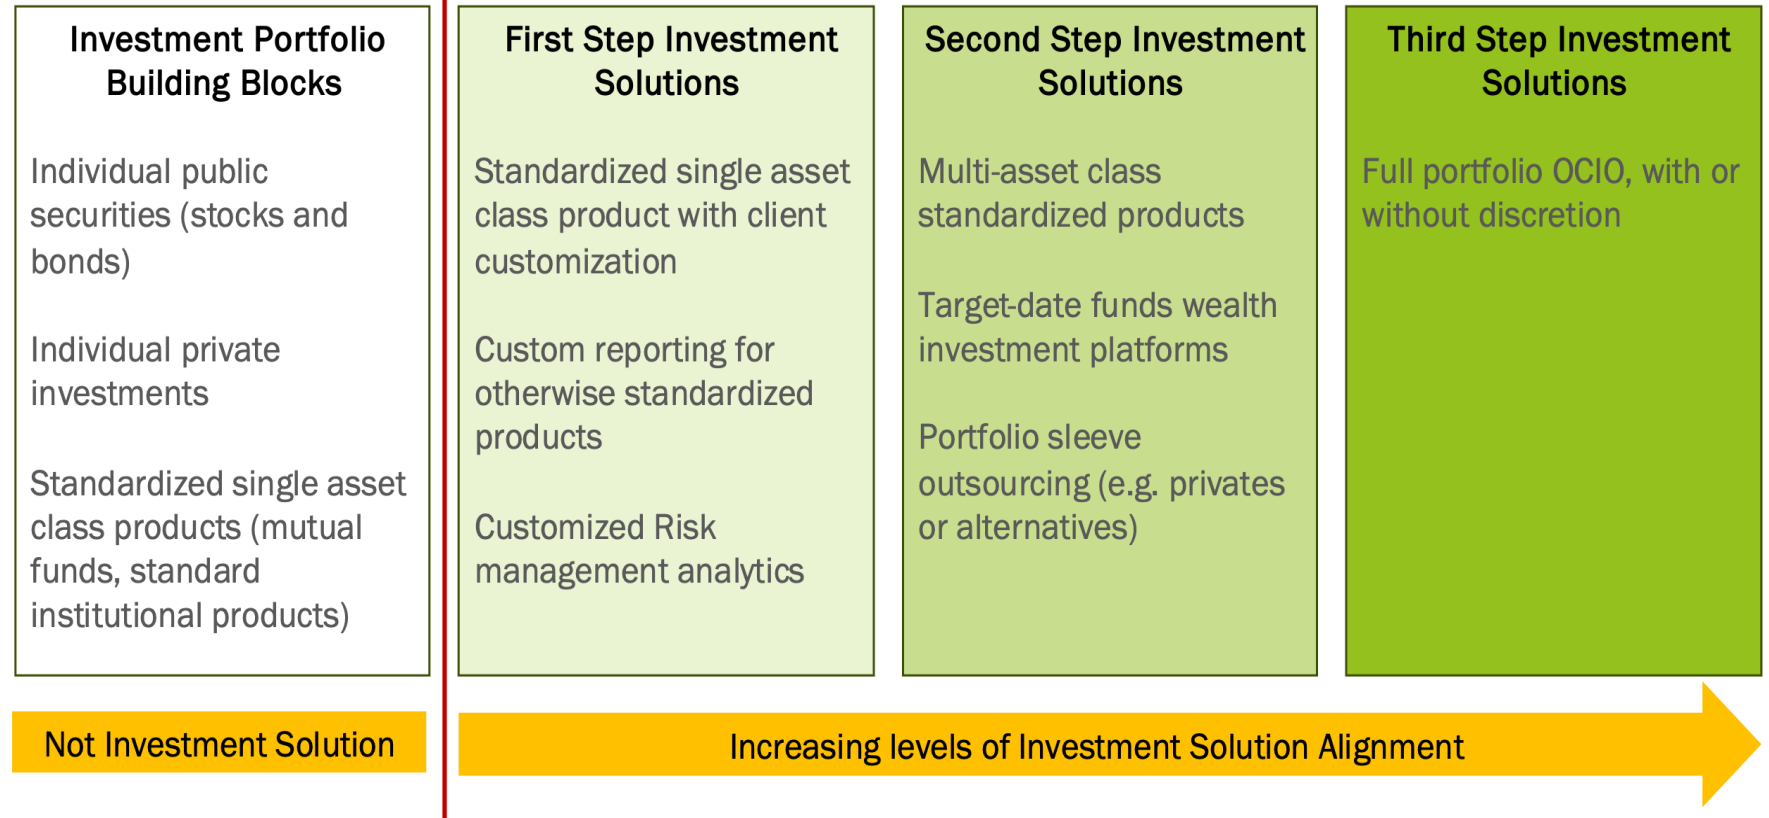 Investment Portfolio
Building Blocks
Individual public
securities (stocks and
bonds)
Individual private
investments
Standardized single asset
class products (mutual
funds, standard
institutional products)
First Step Investment
Solutions
Standardized single asset
class product with client
customization
Custom reporting for
otherwise standardized
products
Customized Risk
management analytics
Second Step Investment
Solutions
Multi-asset class
standardized products
Target-date funds wealth
investment platforms
Portfolio sleeve
outsourcing (e.g. privates
or alternatives)
Third Step Investment
Solutions
Full portfolio OCIO, with or
without discretion
Not Investment Solution
Increasing levels of Investment Solution Alignment